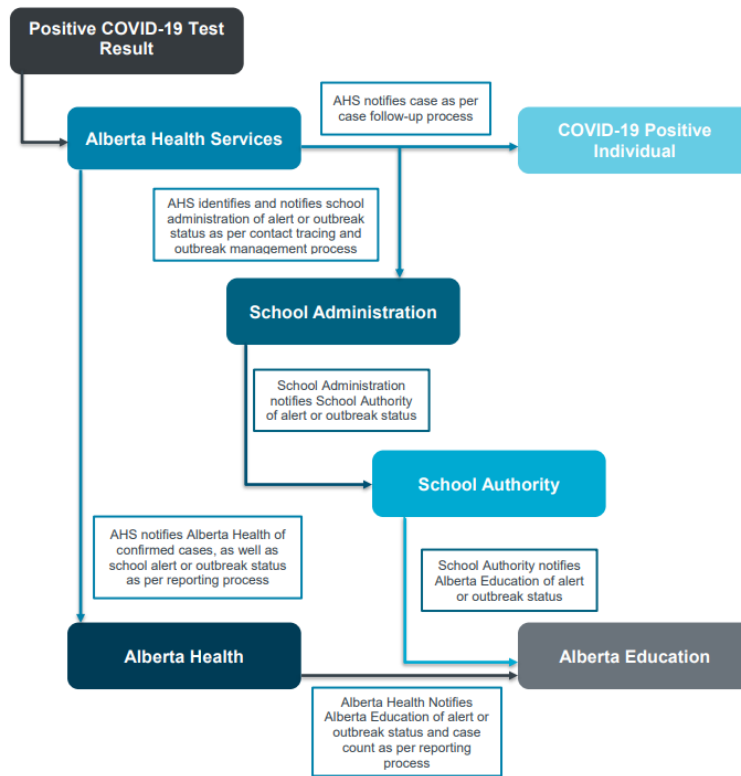 Positive COVID-19 Test
Result
AHS notifies case as per
case follow-up process
Alberta Health Services
COVID-19 Positive
Individual
AHS identifies and notifies school
administration of alert or outbreak
status as per contact tracing and
outbreak management process
School Administration
School Administration
notifies School Authority
of alert or outbreak status
School Authority
AHS notifies Alberta Health of
confirmed cases, as well as
school alert or outbreak status
as per reporting process
School Authority notifies
Alberta Education of alert
or outbreak status
Alberta Health
Alberta Education
Alberta Health Notifies
Alberta Education of alert or
outbreak status and case
count as per reporting
process